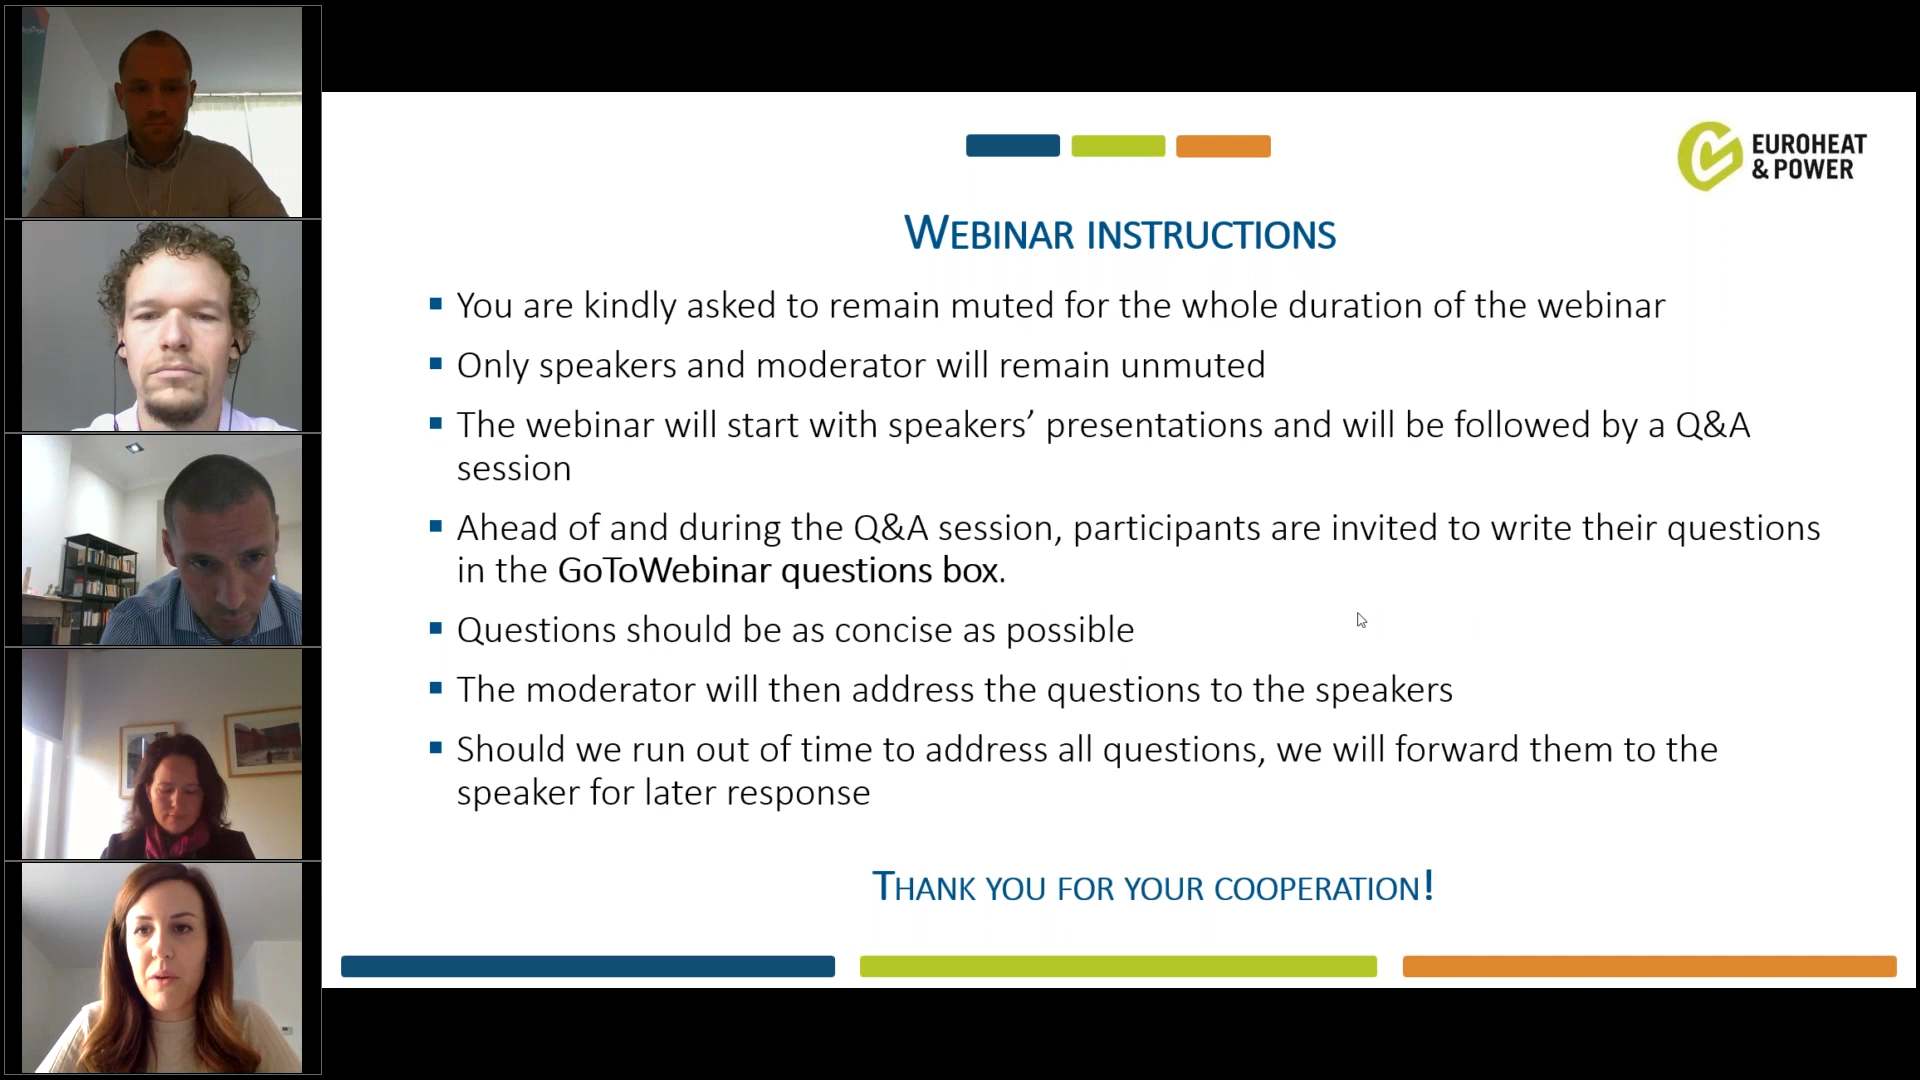 EUROHEAT
& POWER
WEBINAR INSTRUCTIONS
You are kindly asked to remain muted for the whole duration of the webinar
Only speakers and moderator will remain unmuted
The webinar will start with speakers’ presentations and will be followed by a Q&A
session
Ahead of and during the Q&A session, participants are invited to write their questions
in the GoToWebinar questions box.
Questions should be as concise as possible
The moderator will then address the questions to the speakers
Should we run out of time to address all questions, we will forward them to the
speaker for later response
THANK YOU FOR YOUR COOPERATION!